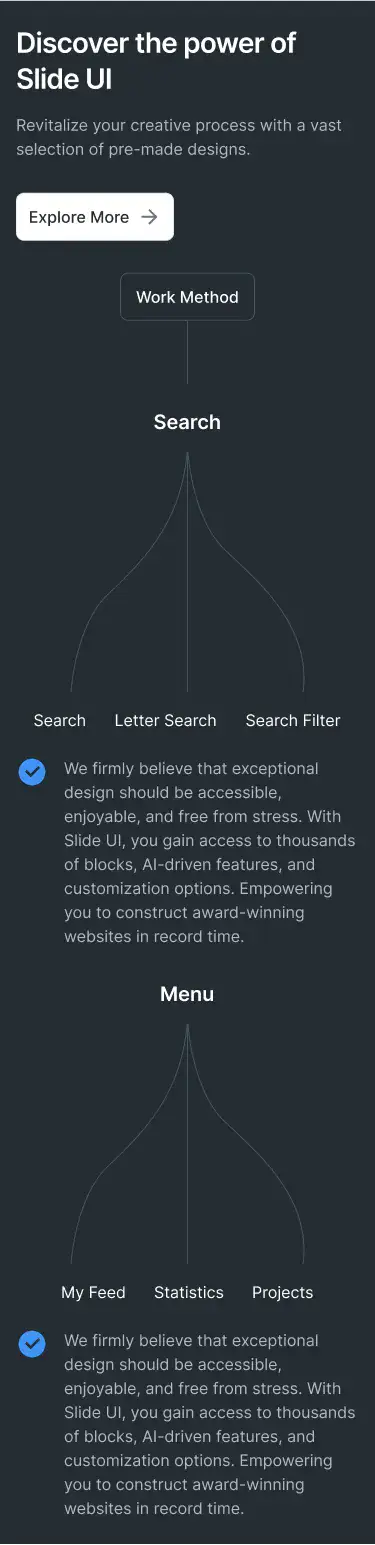 Discover the power of
Slide UI
Revitalize your creative process with a vast
selection of pre-made designs.
Explore More
Work Method
Search
Search Letter Search Search Filter
We firmly believe that exceptional
design should be accessible,
enjoyable, and free from stress. With
Slide UI, you gain access to thousands
of blocks, AI-driven features, and
customization options. Empowering
you to construct award-winning
websites in record time.
Menu
My Feed Statistics Projects
We firmly believe that exceptional
design should be accessible,
enjoyable, and free from stress. With
Slide UI, you gain access to thousands
of blocks, AI-driven features, and
customization options. Empowering
you to construct award-winning
websites in record time.